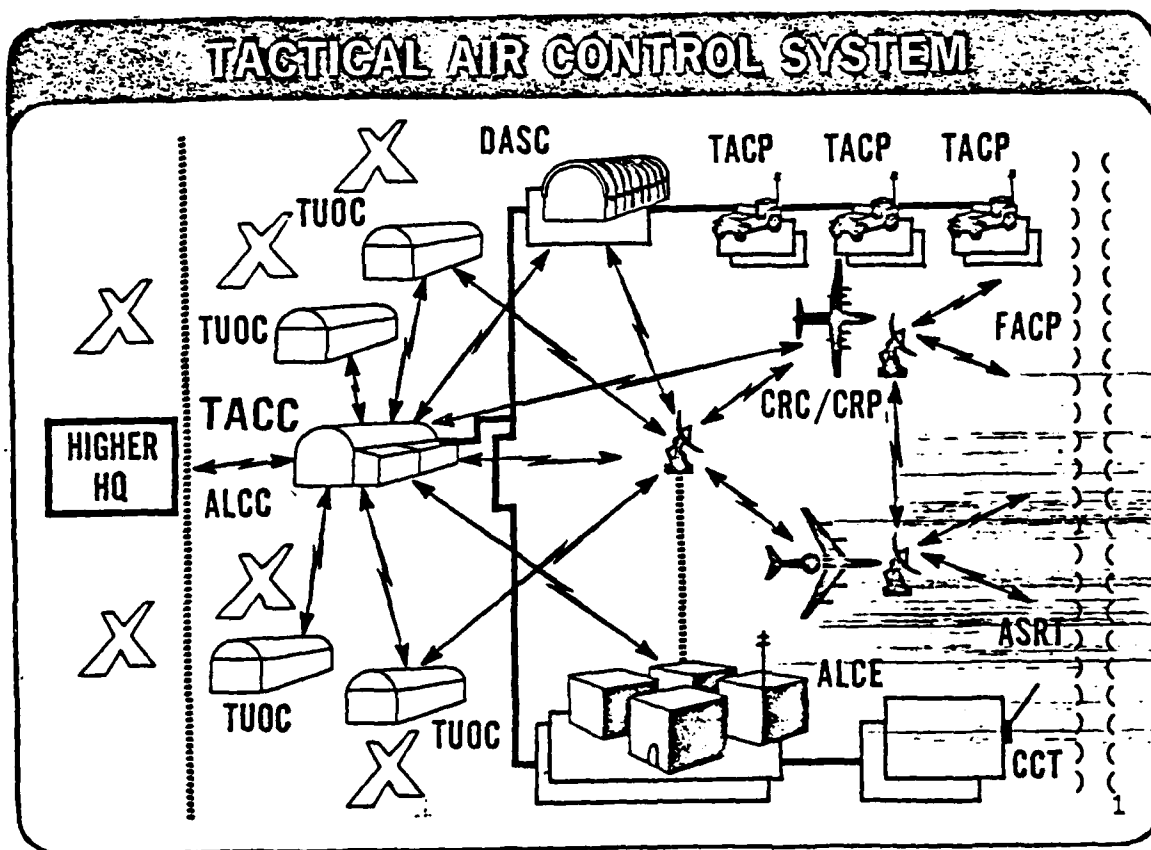 TACTICAL AIR CONTROL SYSTEM
DASC
TACP TACP TACP
TUOC
TUOC
FACP
CRC/CRP
TACC
HIGHER
HQ
ALCC
ASRT
ALCE
TUOC
TUOC
CCT
1